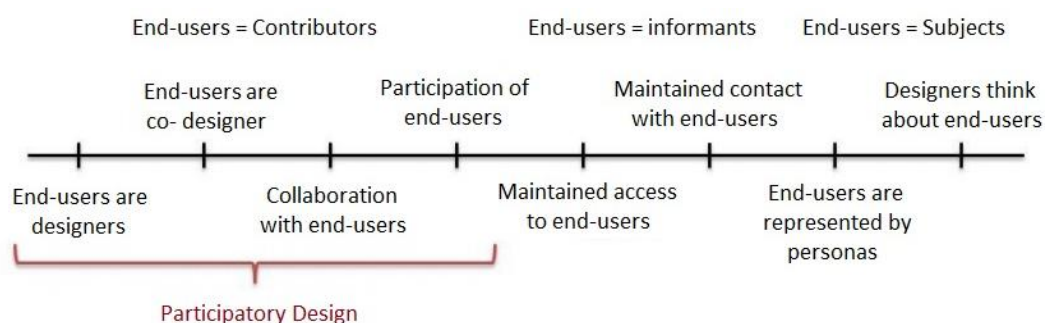 End-users = Contributors
End-users = informants
End-users = Subjects
End-users are
co- designer
Participation of
end-users
Maintained contact
with end-users
Designers think
about end-users
End-users are
designers
Collaboration
with end-users
Maintained access
to end-users
End-users are
represented by
personas
Participatory Design